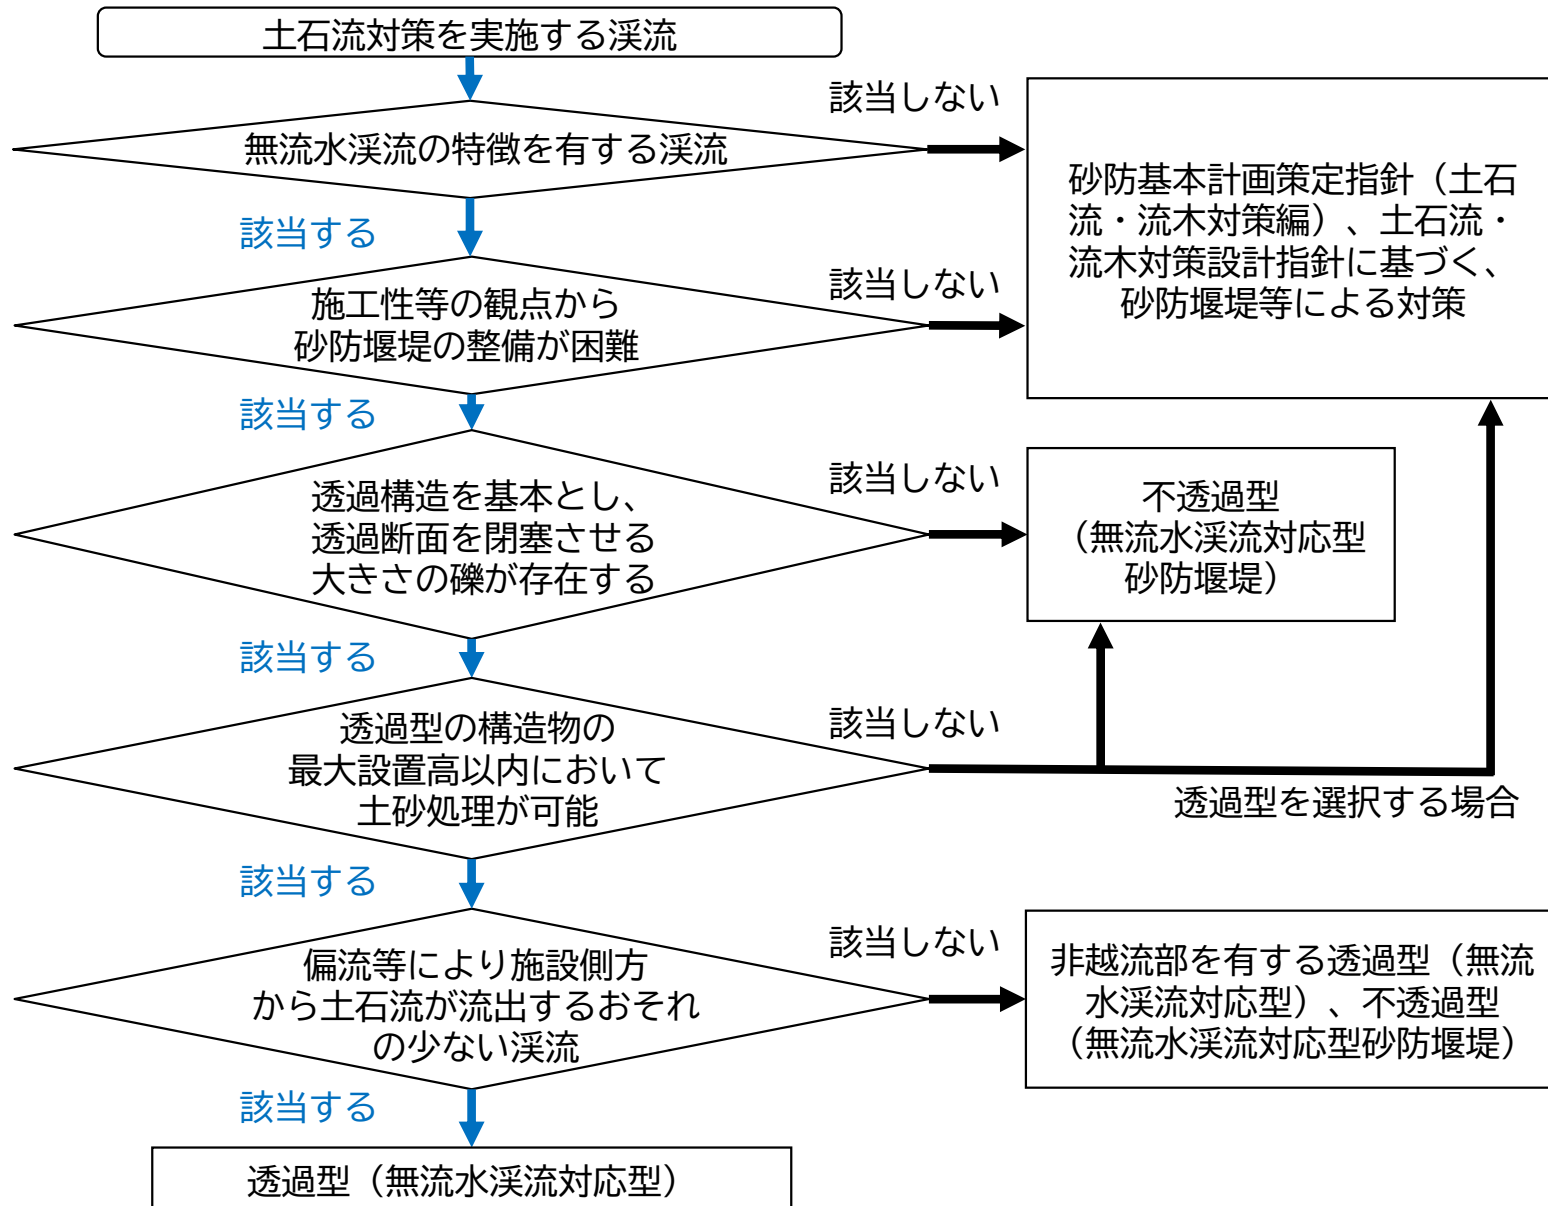 土石流対策を実施する渓流
該当しない
無流水渓流の特徴を有する渓流
砂防基本計画策定指針（土石
流・流木対策編）、土石流・
流木対策設計指針に基づく、
砂防堰堤等による対策
該当する
該当しない
施工性等の観点から
砂防堰堤の整備が困難
該当する
該当しない
透過構造を基本とし、
透過断面を閉塞させる
大きさの礫が存在する
不透過型
（無流水渓流対応型
砂防堰堤）
該当する
該当しない
透過型の構造物の
最大設置高以内において
土砂処理が可能
透過型を選択する場合
該当する
該当しない
偏流等により施設側方
から土石流が流出するおそれ
の少ない渓流
非越流部を有する透過型（無流
水渓流対応型）、不透過型
（無流水渓流対応型砂防堰堤）
該当する
透過型（無流水渓流対応型）